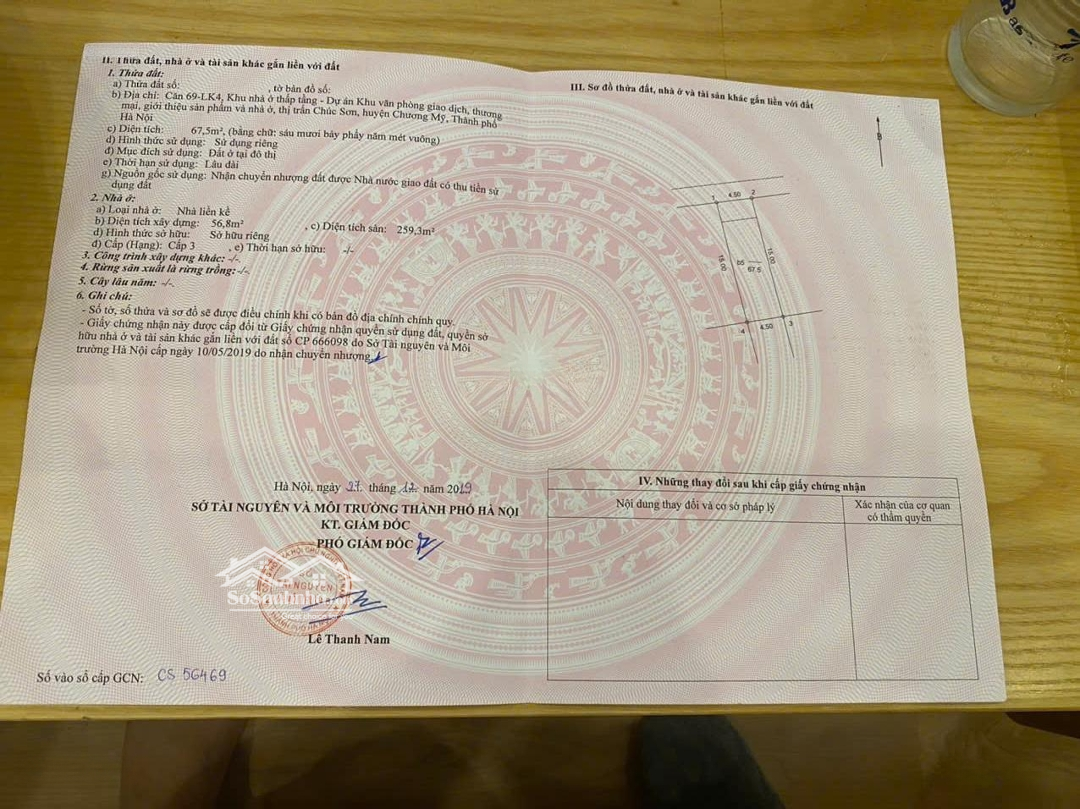 II. Thửa đất, nhà ở và tài sản khác gắn liền với đất
1. Thửa đất:
a) Thửa đất số: , tờ bản đồ số:
b) Địa chỉ: Căn 69-LK4, Khu nhà ở thấp tầng - Dự án Khu văn phòng giao dịch, thương
mại, giới thiệu sản phẩm và nhà ở, thị trấn Chúc Sơn, huyện Chương Mỹ, Thành phố
Hà Nội
c) Diện tích: 67,5m², (bằng chữ: sáu mươi bảy phẩy năm mét vuông)
d) Hình thức sử dụng: Sử dụng riêng
đ) Mục đích sử dụng: Đất ở tại đô thị
e) Thời hạn sử dụng: Lâu dài
g) Nguồn gốc sử dụng: Nhận chuyển nhượng đất được Nhà nước giao đất có thu tiền sử
dụng đất
2. Nhà ở:
a) Loại nhà ở: Nhà liền kề
b) Diện tích xây dựng: 56,8m² , c) Diện tích sàn: 259,3m²
d) Hình thức sở hữu: Sở hữu riêng
đ) Cấp (Hạng): Cấp 3 , e) Thời hạn sở hữu: -/-
3. Công trình xây dựng khác: -/-.
4. Rừng sản xuất là rừng trồng:-/-.
5. Cây lâu năm: -/-.
6. Ghi chú:
- Số tờ, số thửa và sơ đồ sẽ được điều chỉnh khi có bản đồ địa chính chính quy.
- Giấy chứng nhận này được cấp đổi từ Giấy chứng nhận quyền sử dụng đất, quyền sở
hữu nhà ở và tài sản khác gắn liền với đất số CP 666098 do Sở Tài nguyên và Môi
trường Hà Nội cấp ngày 10/05/2019 do nhận chuyển nhượng
Hà Nội, ngày 27 tháng 12 năm 2019
SỞ TÀI NGUYÊN VÀ MÔI TRƯỜNG THÀNH PHỐ HÀ NỘI
KT. GIÁM ĐỐC
PHÓ GIÁM ĐỐC
SoSanhnha
Lê Thanh Nam
Số vào sổ cấp GCN: CS 56469
III. Sơ đồ thửa đất, nhà ở và tài sản khác gắn liền với đất
B
1 4.50 2
15.00 15.00
85
67.5
4 4.50 3
IV. Những thay đổi sau khi cấp giấy chứng nhận
Nội dung thay đổi và cơ sở pháp lý
Xác nhận của cơ quan
có thẩm quyền